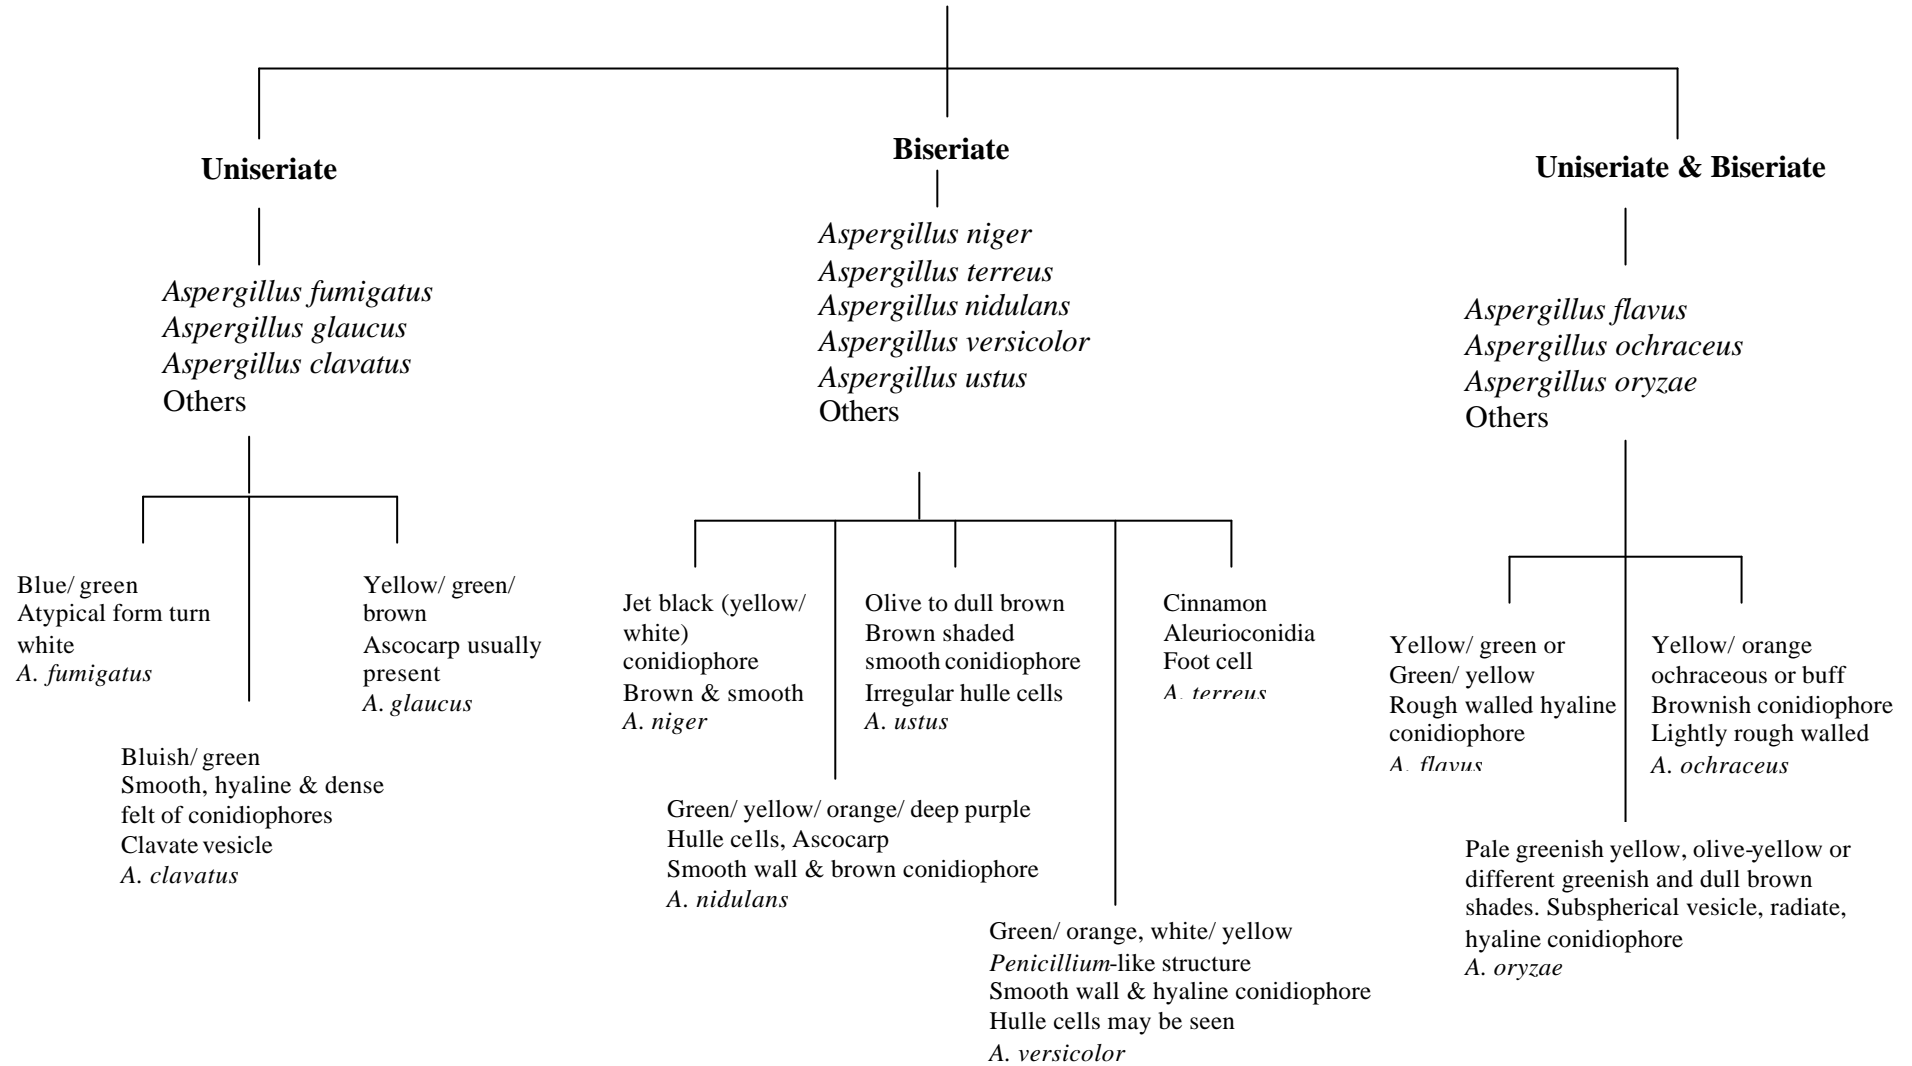 Uniseriate
Aspergillus fumigatus
Aspergillus glaucus
Aspergillus clavatus
Others
Blue/ green
Atypical form turn
white
A. fumigatus
Bluish/ green
Smooth, hyaline & dense
felt of conidiophores
Clavate vesicle
A. clavatus
Yellow/ green/
brown
Ascocarp usually
present
A. glaucus
Biseriate
Aspergillus niger
Aspergillus terreus
Aspergillus nidulans
Aspergillus versicolor
Aspergillus ustus
Others
Jet black (yellow/
white)
conidiophore
Brown & smooth
A. niger
Green/ yellow/ orange/ deep purple
Hulle cells, Ascocarp
Smooth wall & brown conidiophore
A. nidulans
Olive to dull brown
Brown shaded
smooth conidiophore
Irregular hulle cells
A. ustus
Green/ orange, white/ yellow
Penicillium-like structure
Smooth wall & hyaline conidiophore
Hulle cells may be seen
A. versicolor
Cinnamon
Aleurioconidia
Foot cell
A. terreus
Uniseriate & Biseriate
Aspergillus flavus
Aspergillus ochraceus
Aspergillus oryzae
Others
Yellow/ green or
Green/ yellow
Rough walled hyaline
conidiophore
A. flavus
Pale greenish yellow, olive-yellow or
different greenish and dull brown
shades. Subspherical vesicle, radiate,
hyaline conidiophore
A. oryzae
Yellow/ orange
ochraceous or buff
Brownish conidiophore
Lightly rough walled
A. ochraceus